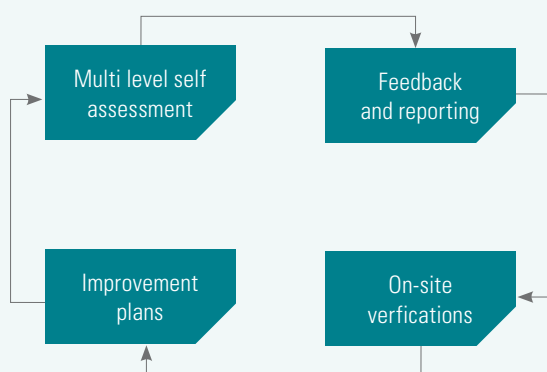 Multi level self
assessment
Feedback
and reporting
Improvement
plans
On-site
verfications